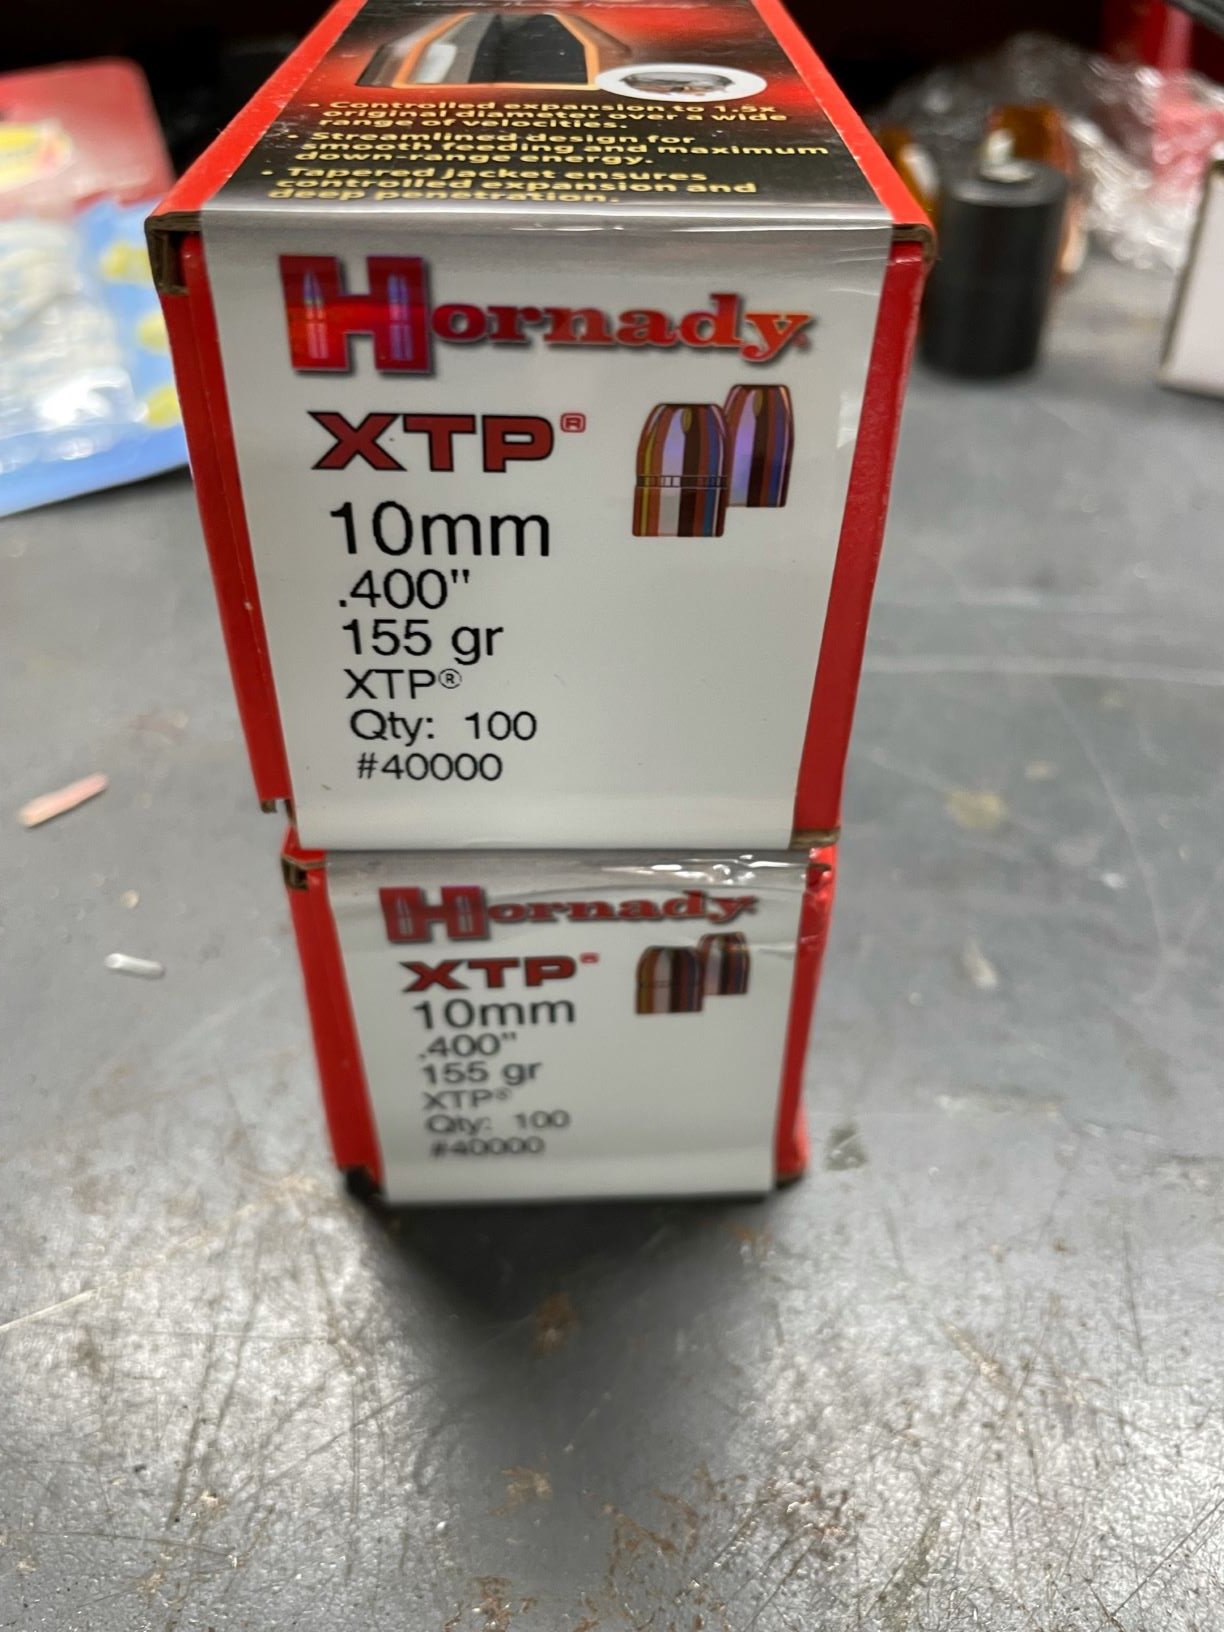 • Controlled expansion to 1.5x
original diameter over a wide
range of velocities.
• Streamlined design for
smooth feeding and maximum
down-range energy.
• Tapered jacket ensures
controlled expansion and
deep penetration.
Hornady®
XTP®
10mm
.400"
155 gr
XTP®
Qty: 100
#40000
Hornady®
XTP®
10mm
.400"
155 gr
XTP®
Qty: 100
#40000